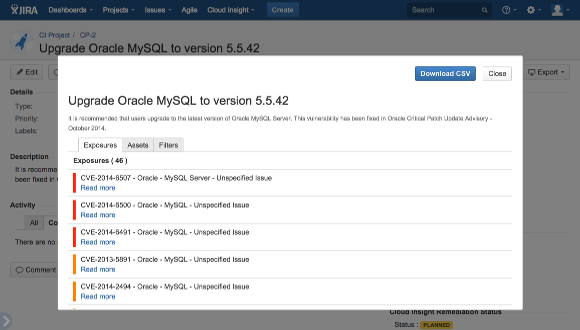 JIRA Dashboards Projects Issues Agile Cloud Insight Create Search
CI Project / CP-2
Upgrade Oracle MySQL to version 5.5.42
Edit Export
Download CSV Close
Details
Type:
Priority:
Labels:
Upgrade Oracle MySQL to version 5.5.42
It is recommended that users upgrade to the latest version of Oracle MySQL Server. This vulnerability has been fixed in Oracle Critical Patch Update Advisory -
October 2014.
Exposures Assets Filters
Description
Exposures ( 46 )
It is recomme
been fixed in
CVE-2014-6507 - Oracle - MySQL Server - Unspecified Issue
Read more
Activity
CVE-2014-6500 - Oracle - MySQL - Unspecified Issue
Read more
All Co
CVE-2014-6491 - Oracle - MySQL - Unspecified Issue
Read more
There are no
CVE-2013-5891 - Oracle - MySQL - Unspecified Issue
Read more
Comment
CVE-2014-2494 - Oracle - MySQL - Unspecified Issue
Read more
Cloud Insight Remediation Status
Status : PLANNED